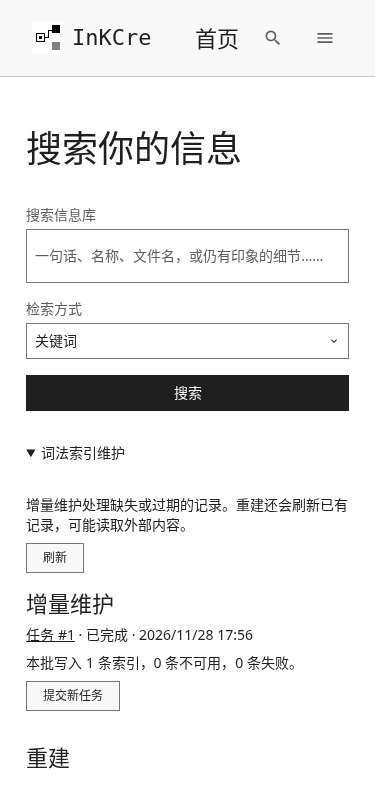 InKCre
首页
搜索你的信息
搜索信息库
一句话、名称、文件名，或仍有印象的细节……
检索方式
关键词
搜索
▼ 词法索引维护
增量维护处理缺失或过期的记录。重建还会刷新已有
记录，可能读取外部内容。
刷新
增量维护
任务 #1 · 已完成 · 2026/11/28 17:56
本批写入 1 条索引，0 条不可用，0 条失败。
提交新任务
重建